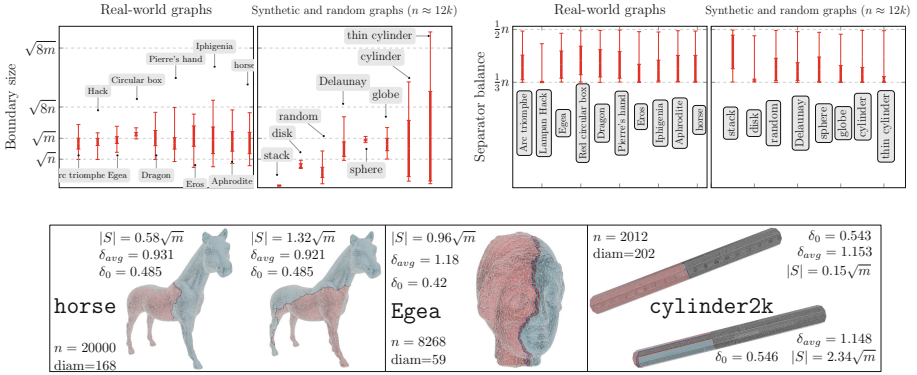 Real-world graphs
Synthetic and random graphs (n ≈ 12k)
Boundary size
√8m
√8n
√m
√n
Hack
Circular box
Pierre's hand
Iphigenia
horse
rc triomphe
Egea
Dragon
Eros
Aphrodite
stack
disk
random
Delaunay
sphere
globe
cylinder
thin cylinder
Real-world graphs
Synthetic and random graphs (n ≈ 12k)
Separator balance
½n
⅓n
Arc triomphe
Lampan Hack
Egea
Red circular box
Dragon
Pierre's hand
Eros
Iphigenia
Aphrodite
horse
stack
disk
random
Delaunay
sphere
globe
cylinder
thin cylinder
|S| = 0.58√m
δavg = 0.931
δ0 = 0.485
horse
n = 20000
diam=168
|S| = 1.32√m
δavg = 0.921
δ0 = 0.485
|S| = 0.96√m
δavg = 1.18
δ0 = 0.42
Egea
n = 8268
diam=59
n = 2012
diam=202
δ0 = 0.543
δavg = 1.153
|S| = 0.15√m
cylinder2k
δavg = 1.148
δ0 = 0.546 |S| = 2.34√m